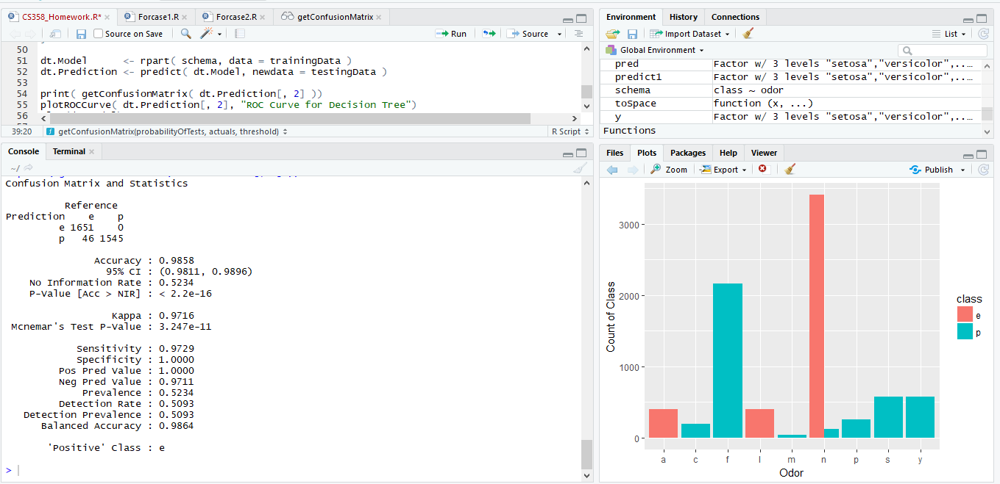 CS358_Homework.R* × Forcase1.R × Forcase2.R × getConfusionMatrix ×
Source on Save Run Source
50
51 dt.Model <- rpart( schema, data = trainingData )
52 dt.Prediction <- predict( dt.Model, newdata = testingData )
53
54 print( getConfusionMatrix( dt.Prediction[, 2] ))
55 plotROCCurve( dt.Prediction[, 2], "ROC Curve for Decision Tree")
56
39:20 getConfusionMatrix(probabilityOfTests, actuals, threshold) R Script
Console Terminal ×
~/
Confusion Matrix and Statistics
Reference
Prediction e p
e 1651 0
p 46 1545
Accuracy : 0.9858
95% CI : (0.9811, 0.9896)
No Information Rate : 0.5234
P-Value [Acc > NIR] : < 2.2e-16
Kappa : 0.9716
Mcnemar's Test P-Value : 3.247e-11
Sensitivity : 0.9729
Specificity : 1.0000
Pos Pred Value : 1.0000
Neg Pred Value : 0.9711
Prevalence : 0.5234
Detection Rate : 0.5093
Detection Prevalence : 0.5093
Balanced Accuracy : 0.9864
'Positive' Class : e
>
Environment History Connections
Import Dataset List
Global Environment
pred Factor w/ 3 levels "setosa","versicolor",..…
predict1 Factor w/ 3 levels "setosa","versicolor",..…
schema class ~ odor
toSpace function (x, ...)
y Factor w/ 3 levels "setosa","versicolor",..…
Functions
Files Plots Packages Help Viewer
Zoom Export Publish
Count of Class
3000
2000
1000
0
a c f l m n p s y
Odor
class
e
p